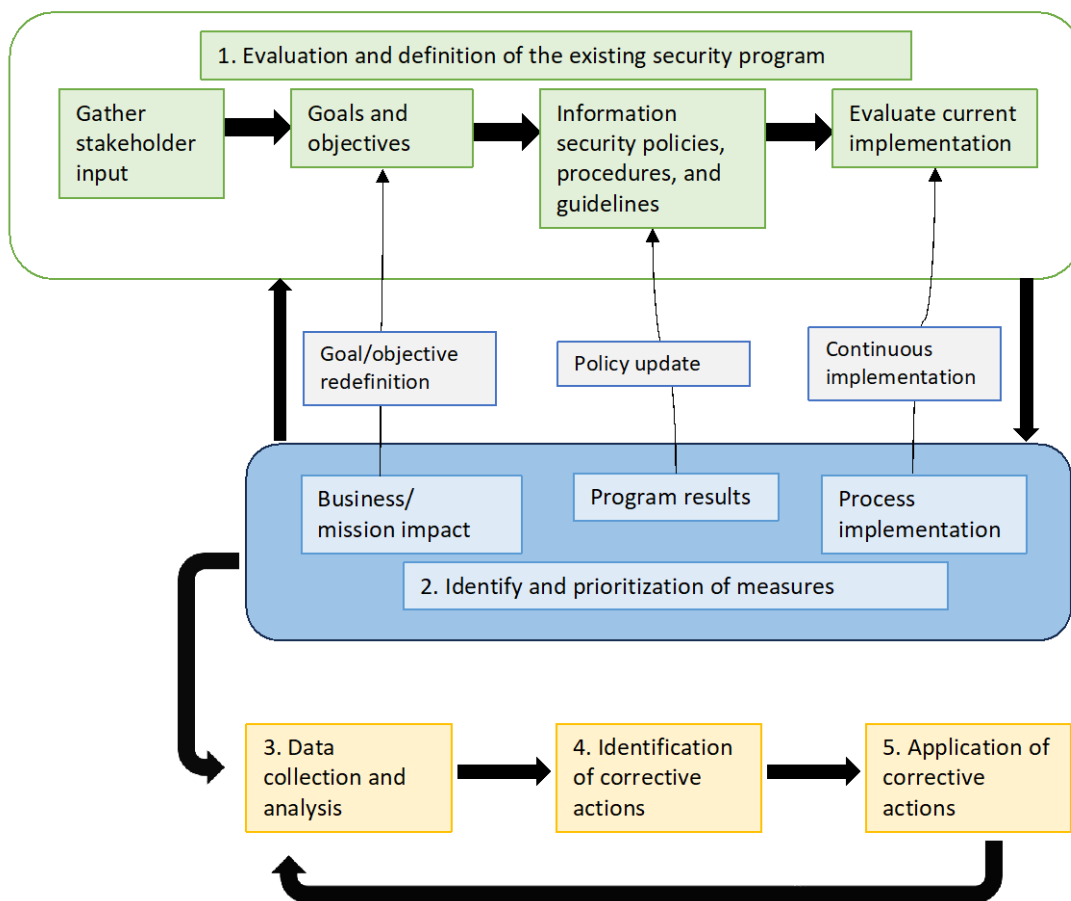 1. Evaluation and definition of the existing security program
Gather
stakeholder
input
Goals and
objectives
Information
security policies,
procedures, and
guidelines
Evaluate current
implementation
Goal/objective
redefinition
Policy update
Continuous
implementation
Business/
mission impact
Program results
Process
implementation
2. Identify and prioritization of measures
3. Data
collection and
analysis
4. Identification
of corrective
actions
5. Application of
corrective
actions